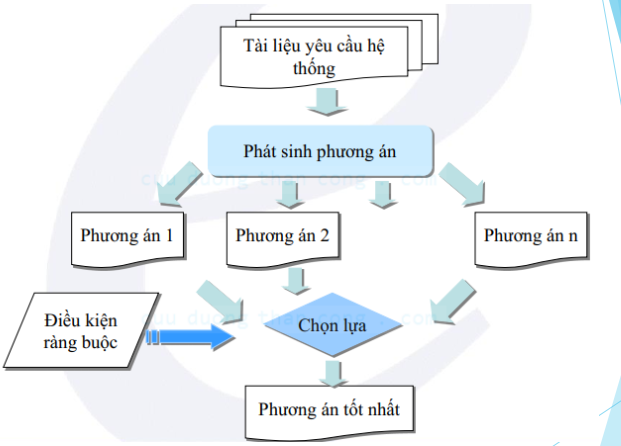 Tài liệu yêu cầu hệ
thống
Phát sinh phương án
cuu duong than cong . com
Phương án 1
Phương án 2
Phương án n
Điều kiện
ràng buộc
cuu duong than cong . com
Chọn lựa
Phương án tốt nhất